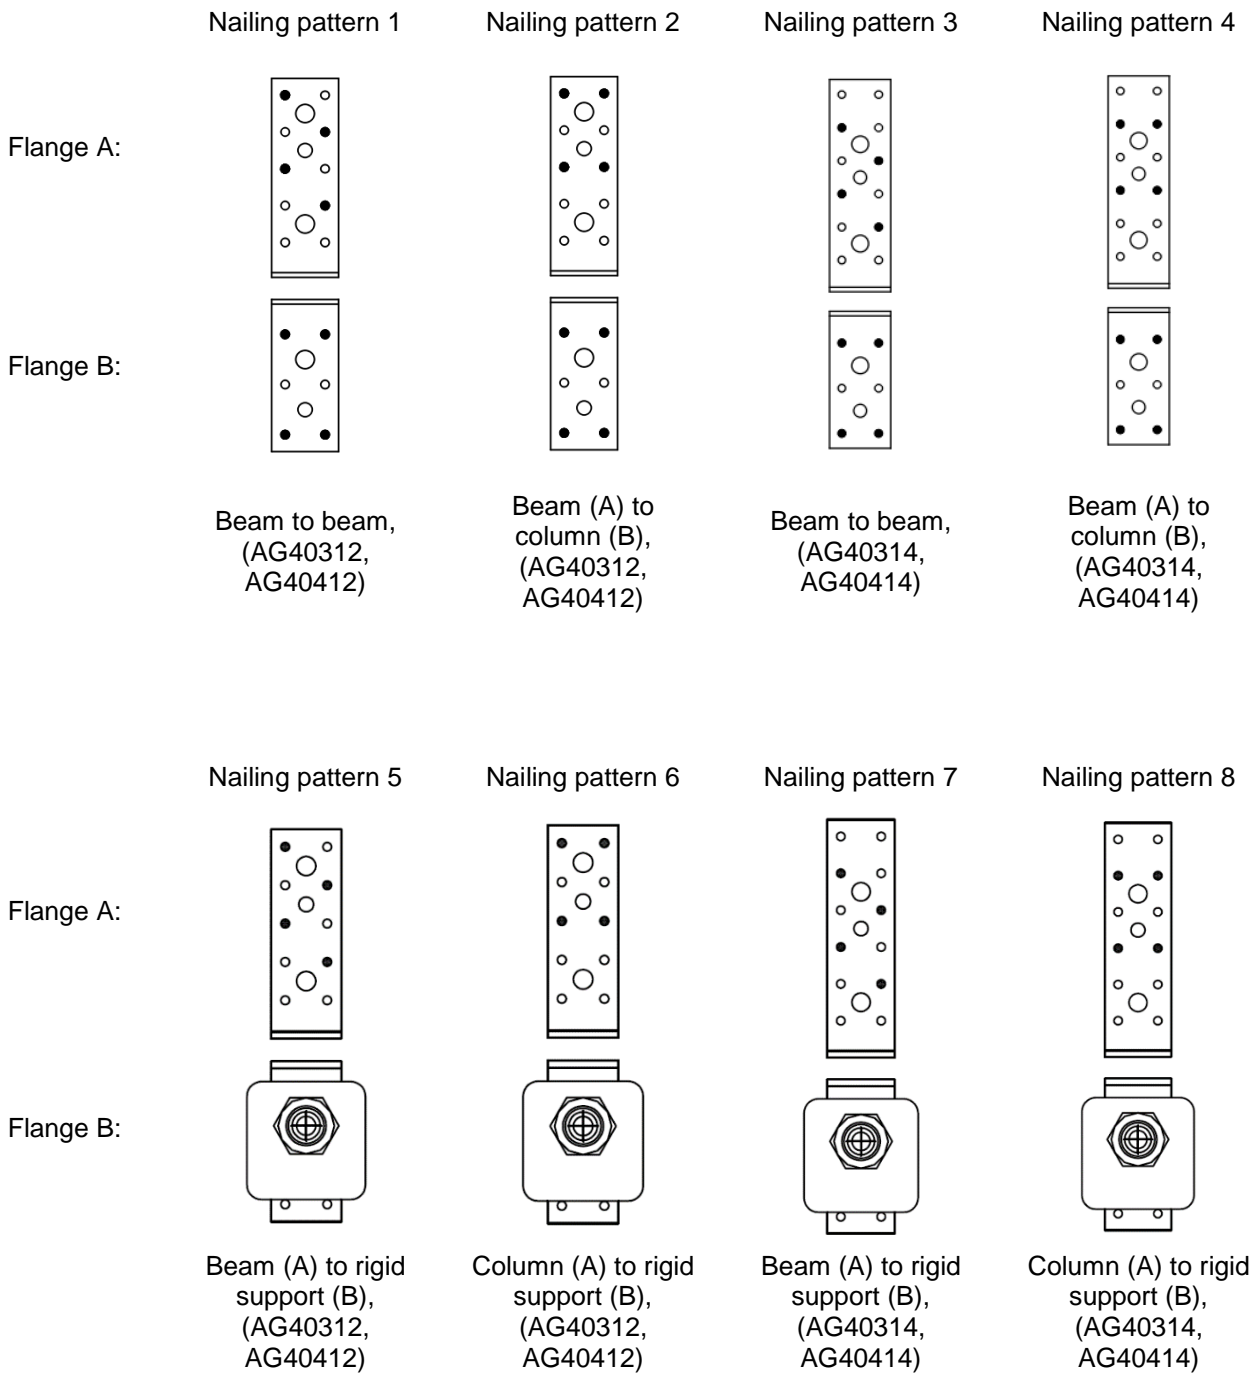 Nailing pattern 1
Nailing pattern 2
Nailing pattern 3
Nailing pattern 4
Flange A:
Flange B:
Beam to beam,
(AG40312,
AG40412)
Beam (A) to
column (B),
(AG40312,
AG40412)
Beam to beam,
(AG40314,
AG40414)
Beam (A) to
column (B),
(AG40314,
AG40414)
Nailing pattern 5
Nailing pattern 6
Nailing pattern 7
Nailing pattern 8
Flange A:
Flange B:
Beam (A) to rigid
support (B),
(AG40312,
AG40412)
Column (A) to rigid
support (B),
(AG40312,
AG40412)
Beam (A) to rigid
support (B),
(AG40314,
AG40414)
Column (A) to rigid
support (B),
(AG40314,
AG40414)